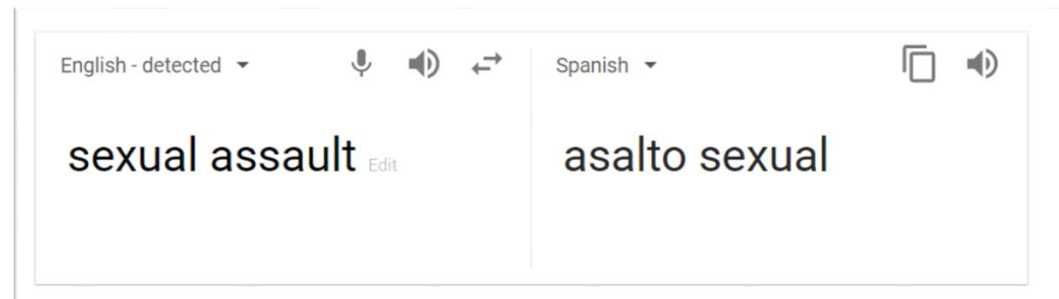 English - detected
Spanish
sexual assault Edit
asalto sexual